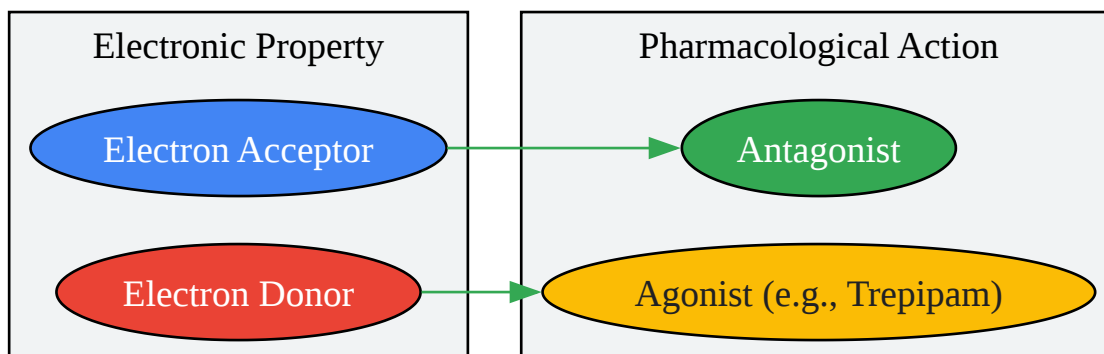 Electronic Property
Pharmacological Action
Electron Acceptor
Antagonist
Electron Donor
Agonist (e.g., Trepipam)